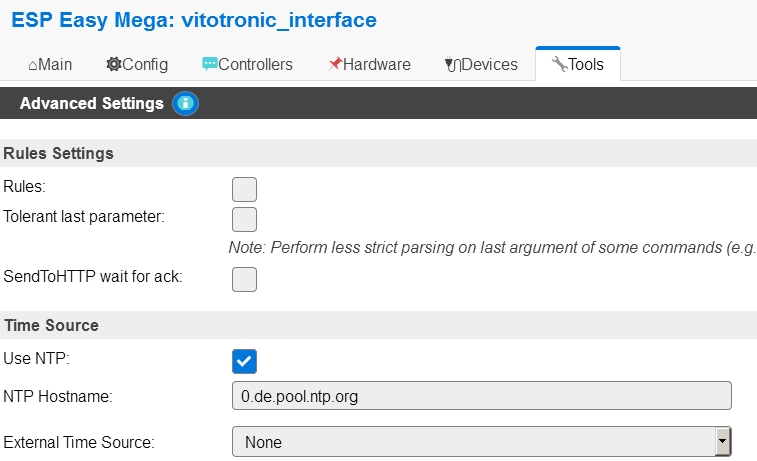 ESP Easy Mega: vitotronic_interface
Main Config Controllers Hardware Devices Tools
Advanced Settings
Rules Settings
Rules:
Tolerant last parameter:
Note: Perform less strict parsing on last argument of some commands (e.g.
SendToHTTP wait for ack:
Time Source
Use NTP:
NTP Hostname: 0.de.pool.ntp.org
External Time Source: None